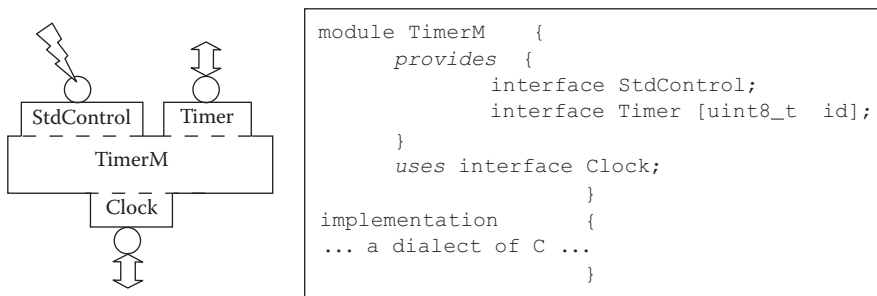 StdControl
Timer
TimerM
Clock
module TimerM {
provides {
interface StdControl;
interface Timer [uint8_t id];
}
uses interface Clock;
}
implementation {
... a dialect of C ...
}